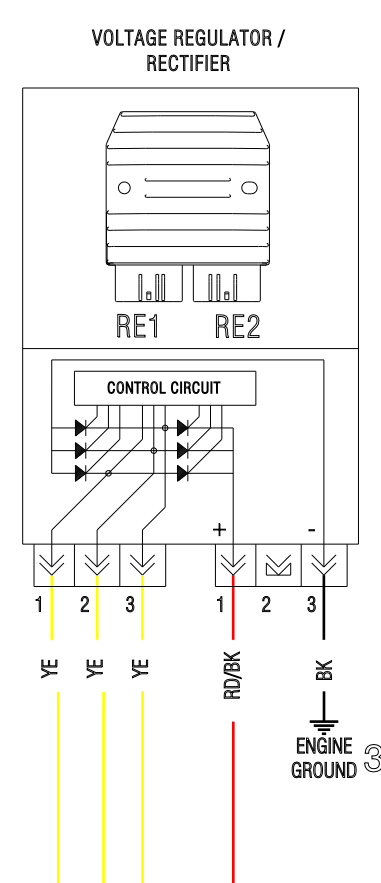 VOLTAGE REGULATOR /
RECTIFIER
RE1 RE2
CONTROL CIRCUIT
+ -
1 2 3 1 2 3
YE YE YE RD/BK BK
ENGINE
GROUND
3